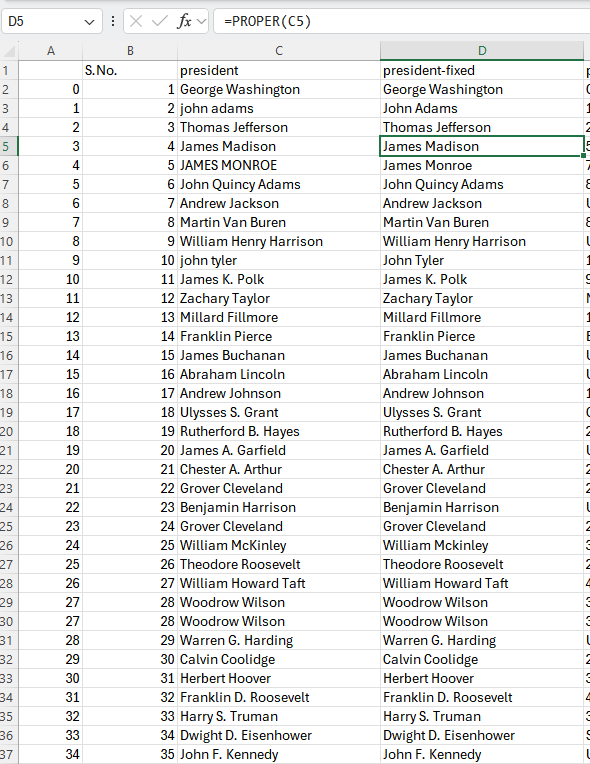 D5 fx =PROPER(C5)
A B C D
1 S.No. president president-fixed
2 0 1 George Washington George Washington
3 1 2 john adams John Adams
4 2 3 Thomas Jefferson Thomas Jefferson
5 3 4 James Madison James Madison
6 4 5 JAMES MONROE James Monroe
7 5 6 John Quincy Adams John Quincy Adams
8 6 7 Andrew Jackson Andrew Jackson
9 7 8 Martin Van Buren Martin Van Buren
10 8 9 William Henry Harrison William Henry Harrison
11 9 10 john tyler John Tyler
12 10 11 James K. Polk James K. Polk
13 11 12 Zachary Taylor Zachary Taylor
14 12 13 Millard Fillmore Millard Fillmore
15 13 14 Franklin Pierce Franklin Pierce
16 14 15 James Buchanan James Buchanan
17 15 16 Abraham Lincoln Abraham Lincoln
18 16 17 Andrew Johnson Andrew Johnson
19 17 18 Ulysses S. Grant Ulysses S. Grant
20 18 19 Rutherford B. Hayes Rutherford B. Hayes
21 19 20 James A. Garfield James A. Garfield
22 20 21 Chester A. Arthur Chester A. Arthur
23 21 22 Grover Cleveland Grover Cleveland
24 22 23 Benjamin Harrison Benjamin Harrison
25 23 24 Grover Cleveland Grover Cleveland
26 24 25 William McKinley William Mckinley
27 25 26 Theodore Roosevelt Theodore Roosevelt
28 26 27 William Howard Taft William Howard Taft
29 27 28 Woodrow Wilson Woodrow Wilson
30 27 28 Woodrow Wilson Woodrow Wilson
31 28 29 Warren G. Harding Warren G. Harding
32 29 30 Calvin Coolidge Calvin Coolidge
33 30 31 Herbert Hoover Herbert Hoover
34 31 32 Franklin D. Roosevelt Franklin D. Roosevelt
35 32 33 Harry S. Truman Harry S. Truman
36 33 34 Dwight D. Eisenhower Dwight D. Eisenhower
37 34 35 John F. Kennedy John F. Kennedy